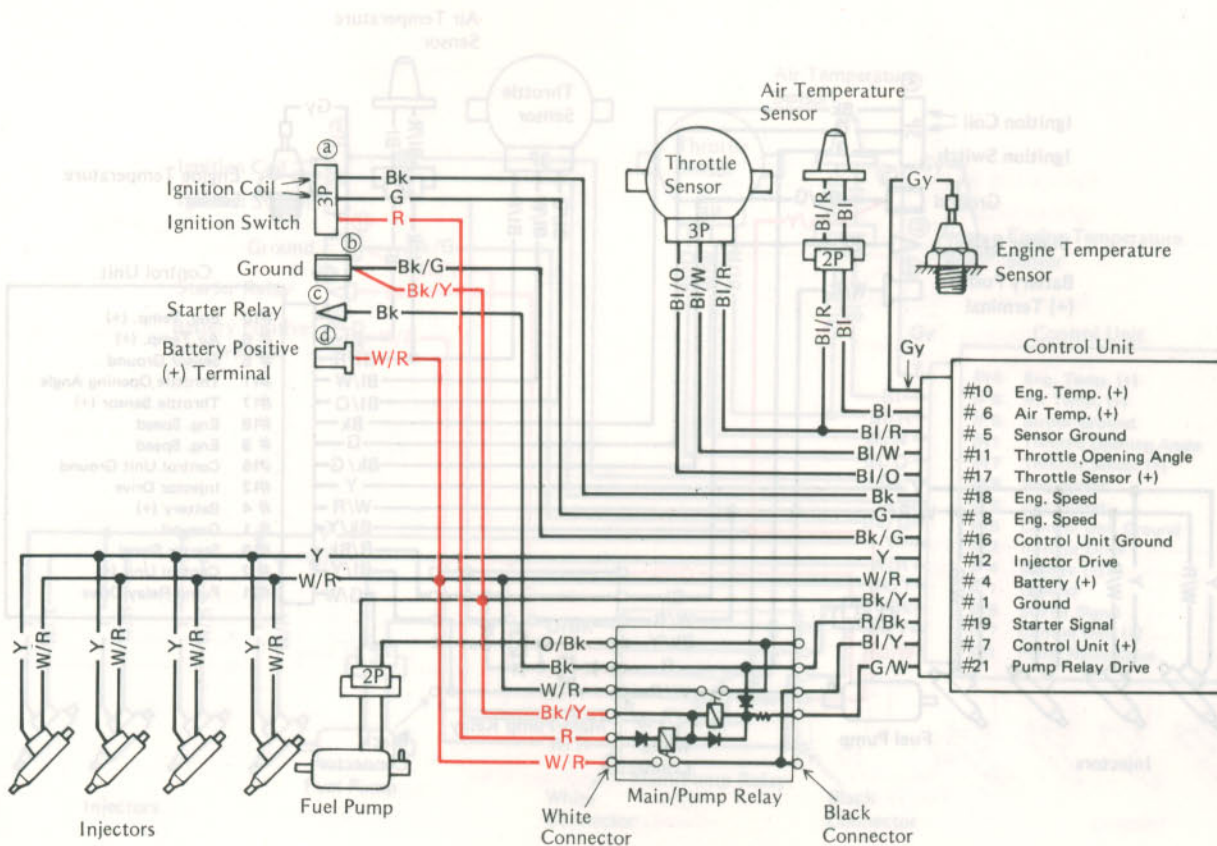 Air Temperature
Sensor
Throttle
Sensor
3P
Bl/O
Bl/W
Bl/R
Bl/R
Bl
2P
Bl/R
Bl
Gy
Engine Temperature
Sensor
Gy
a
Ignition Coil
Ignition Switch
3P
Bk
G
R
b
Ground
Bk/G
Bk/Y
c
Starter Relay
Bk
d
Battery Positive
(+) Terminal
W/R
Control Unit
#10 Eng. Temp. (+)
Bl # 6 Air Temp. (+)
Bl/R # 5 Sensor Ground
Bl/W #11 Throttle Opening Angle
Bl/O #17 Throttle Sensor (+)
Bk #18 Eng. Speed
G # 8 Eng. Speed
Bk/G #16 Control Unit Ground
Y #12 Injector Drive
W/R # 4 Battery (+)
Bk/Y # 1 Ground
R/Bk #19 Starter Signal
Bl/Y # 7 Control Unit (+)
G/W #21 Pump Relay Drive
Y
W/R
Y
W/R
Y
W/R
Y
W/R
Y
W/R
Injectors
2P
Fuel Pump
O/Bk
Bk
W/R
Bk/Y
R
W/R
White
Connector
Main/Pump Relay
Black
Connector